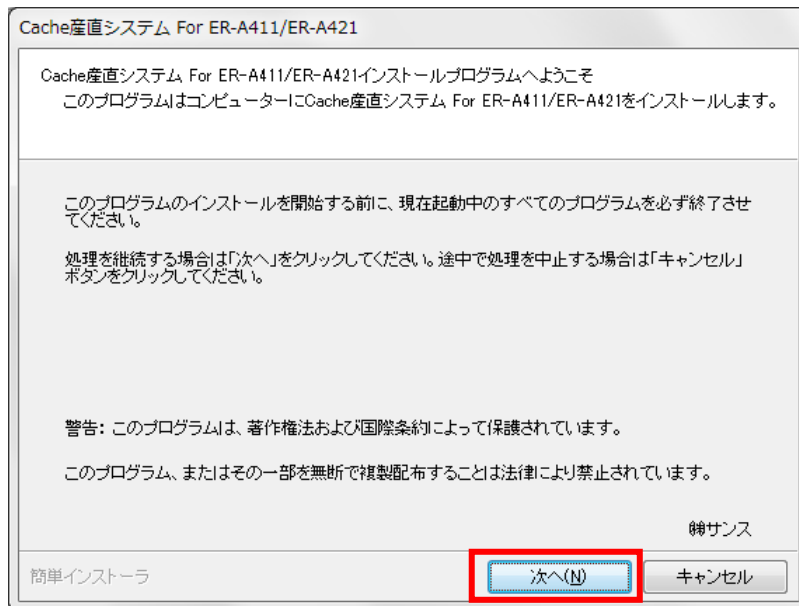 Cache産直システム For ER-A411/ER-A421
Cache産直システム For ER-A411/ER-A421インストールプログラムへようこそ
このプログラムはコンピューターにCache産直システム For ER-A411/ER-A421をインストールします。
このプログラムのインストールを開始する前に、現在起動中のすべてのプログラムを必ず終了させ
てください。
処理を継続する場合は「次へ」をクリックしてください。途中で処理を中止する場合は「キャンセル」
ボタンをクリックしてください。
警告: このプログラムは、著作権法および国際条約によって保護されています。
このプログラム、またはその一部を無断で複製配布することは法律により禁止されています。
㈱サンス
簡単インストーラ
次へ(N)
キャンセル